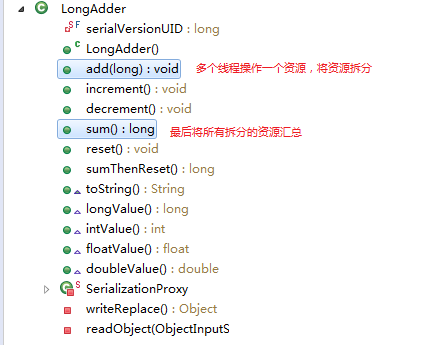 LongAdder
S F serialVersionUID : long
C LongAdder()
add(long) : void 多个线程操作一个资源，将资源拆分
increment() : void
decrement() : void
sum() : long 最后将所有拆分的资源汇总
reset() : void
sumThenReset() : long
toString() : String
longValue() : long
intValue() : int
floatValue() : float
doubleValue() : double
S SerializationProxy
writeReplace() : Object
readObject(ObjectInputS